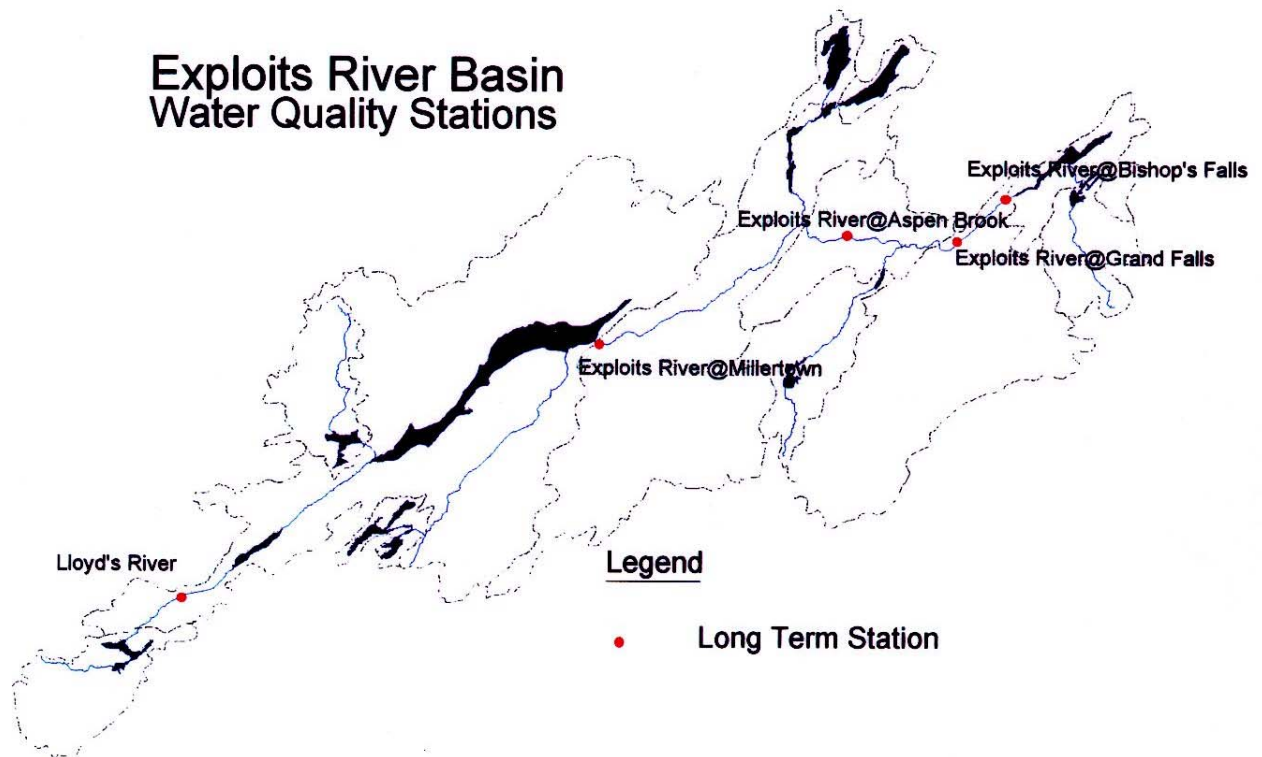 Exploits River Basin
Water Quality Stations
Exploits River@Bishop's Falls
Exploits River@Aspen Brook
Exploits River@Grand Falls
Exploits River@Millertown
Lloyd's River
Legend
Long Term Station